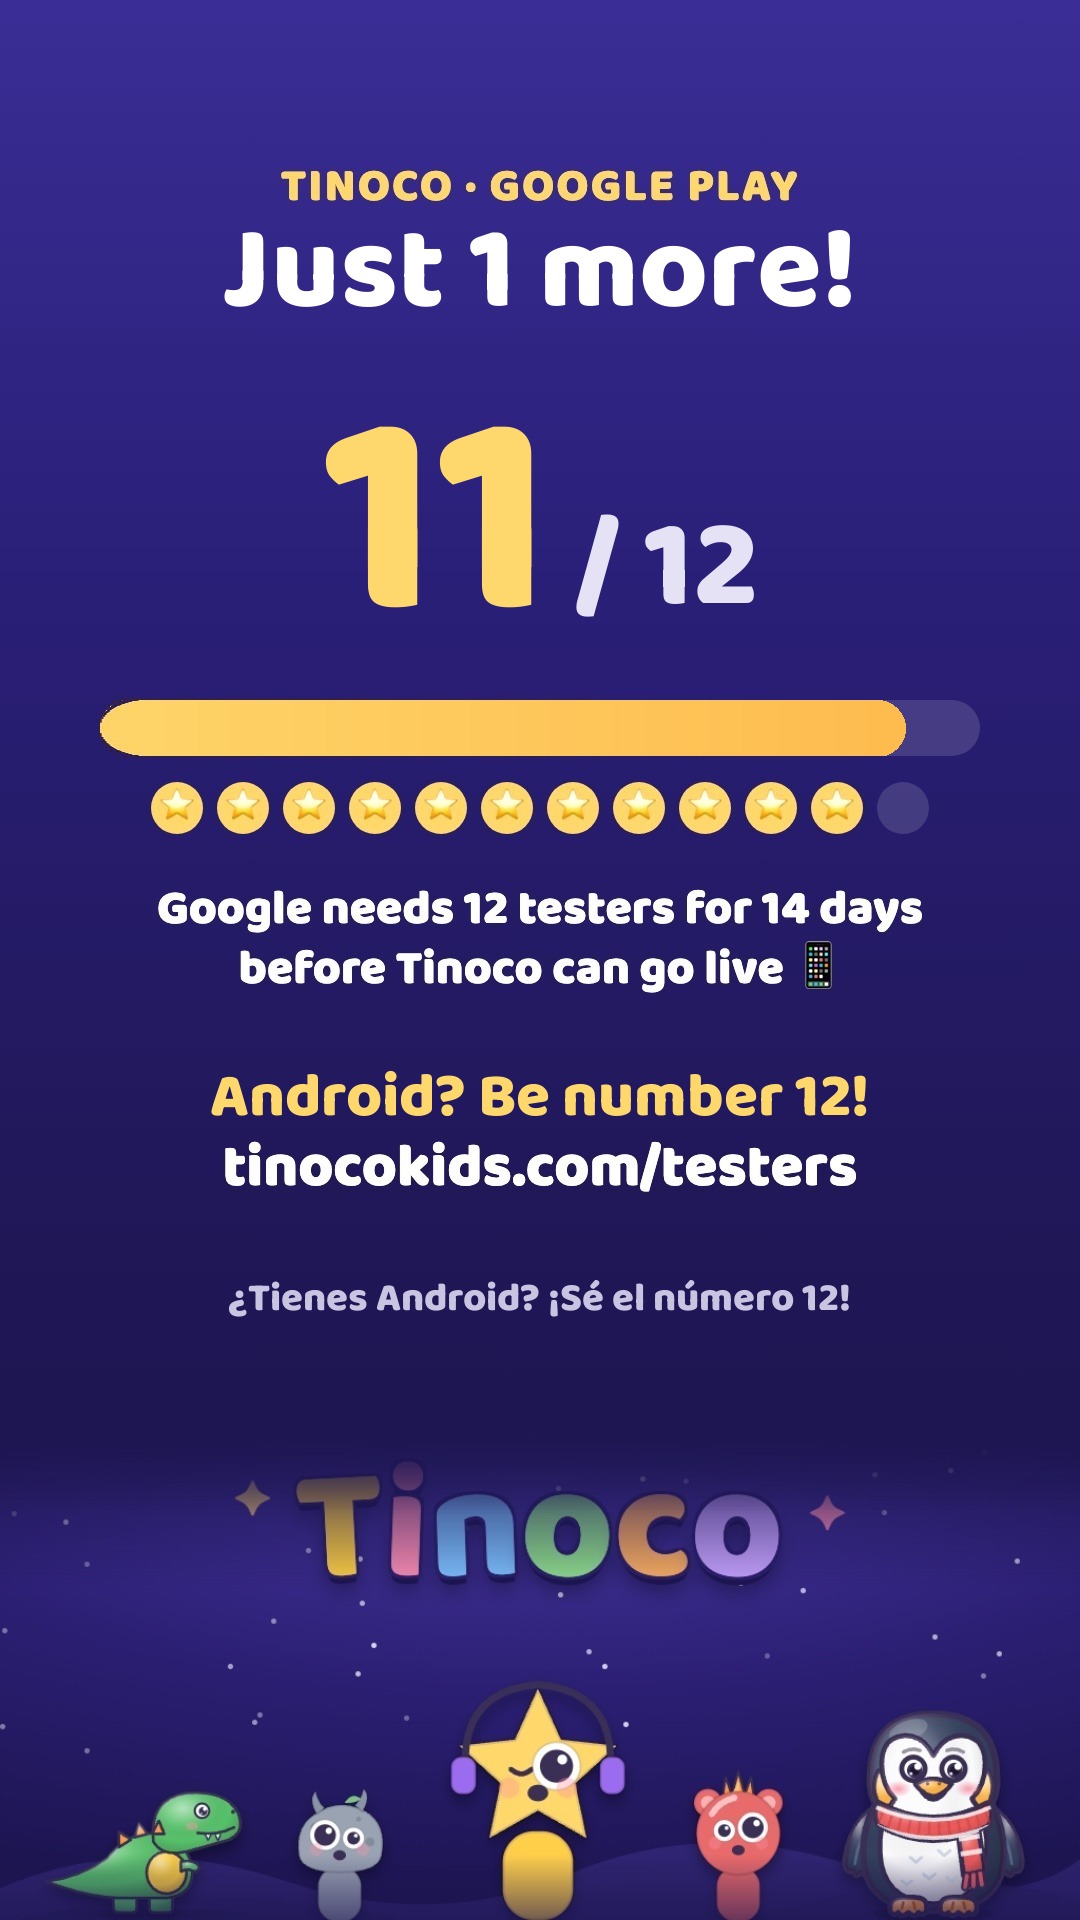 TINOCO · GOOGLE PLAY
Just 1 more!
11 / 12
Google needs 12 testers for 14 days
before Tinoco can go live 📱
Android? Be number 12!
tinocokids.com/testers
¿Tienes Android? ¡Sé el número 12!
Tinoco